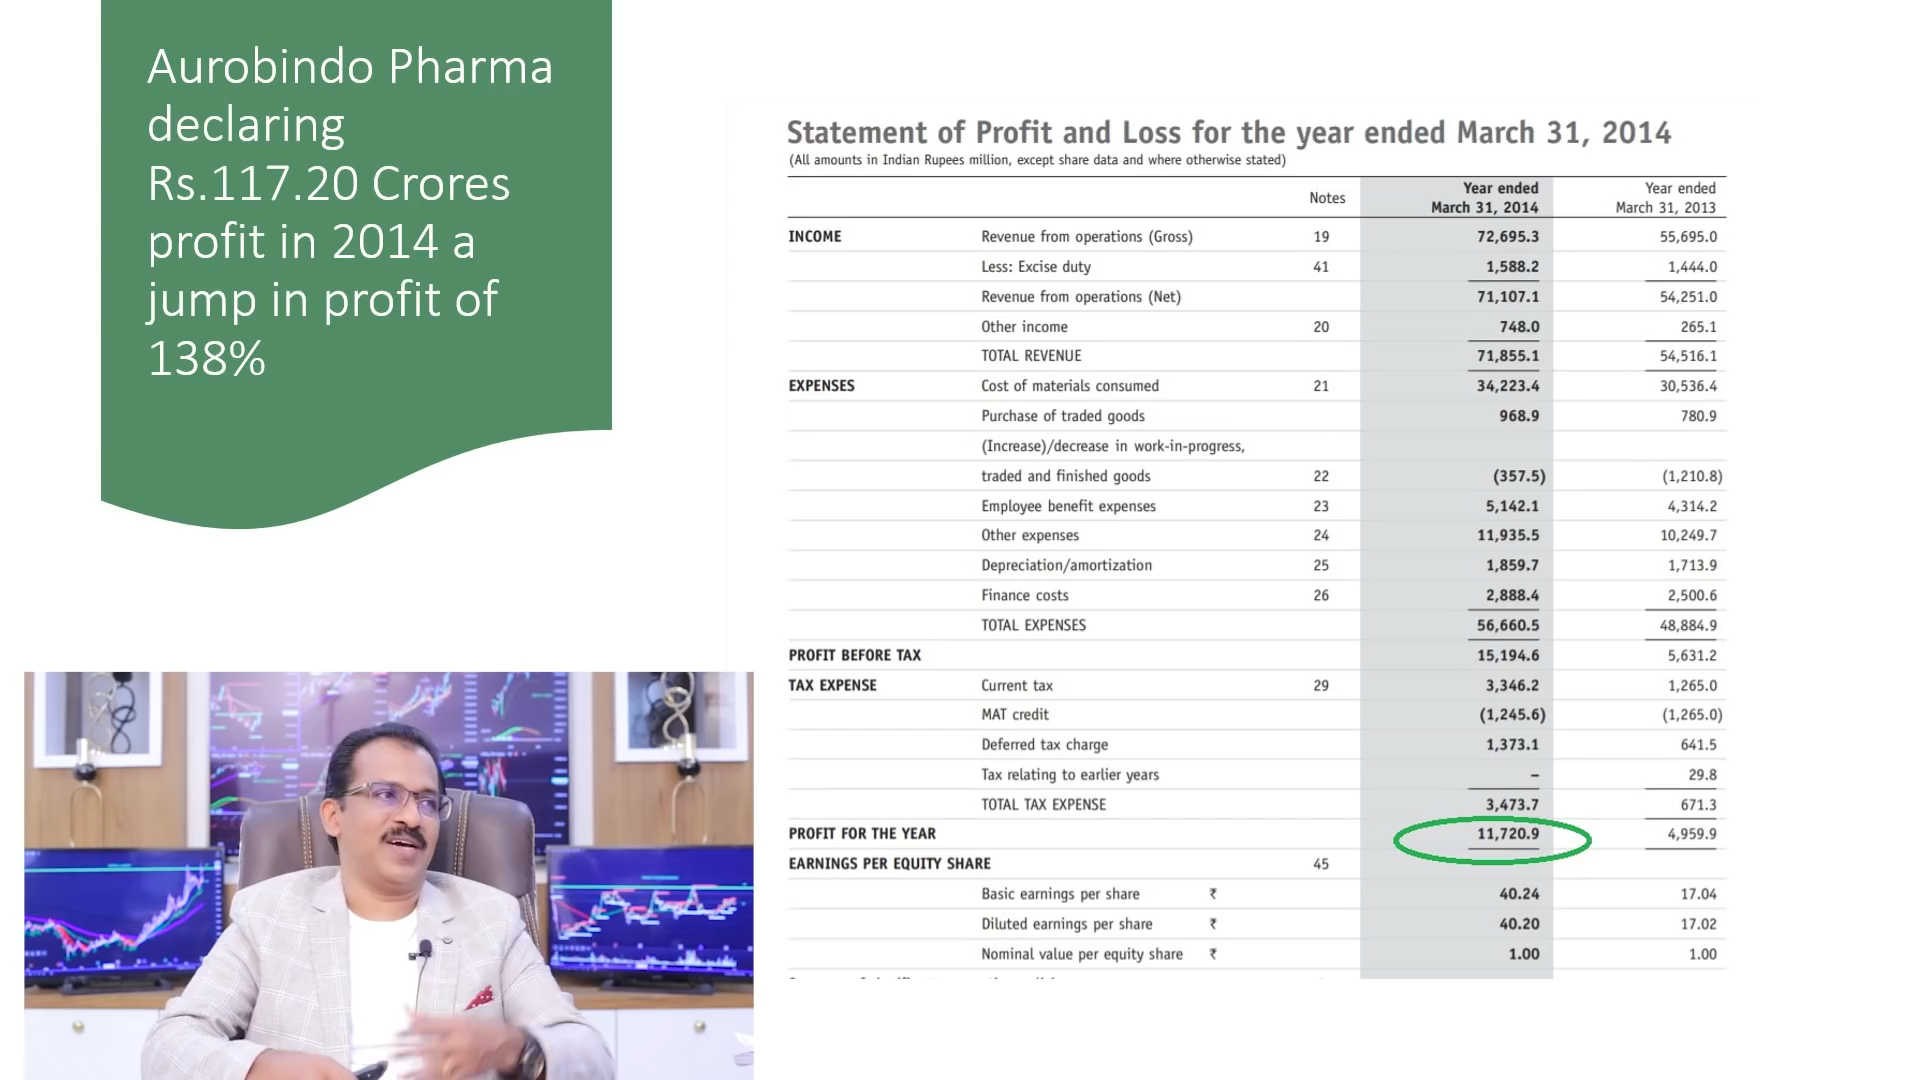 Aurobindo Pharma
declaring
Rs.117.20 Crores
profit in 2014 a
jump in profit of
138%
Statement of Profit and Loss for the year ended March 31, 2014
(All amounts in Indian Rupees million, except share data and where otherwise stated)
Notes Year ended March 31, 2014 Year ended March 31, 2013
INCOME Revenue from operations (Gross) 19 72,695.3 55,695.0
Less: Excise duty 41 1,588.2 1,444.0
Revenue from operations (Net) 71,107.1 54,251.0
Other income 20 748.0 265.1
TOTAL REVENUE 71,855.1 54,516.1
EXPENSES Cost of materials consumed 21 34,223.4 30,536.4
Purchase of traded goods 968.9 780.9
(Increase)/decrease in work-in-progress,
traded and finished goods 22 (357.5) (1,210.8)
Employee benefit expenses 23 5,142.1 4,314.2
Other expenses 24 11,935.5 10,249.7
Depreciation/amortization 25 1,859.7 1,713.9
Finance costs 26 2,888.4 2,500.6
TOTAL EXPENSES 56,660.5 48,884.9
PROFIT BEFORE TAX 15,194.6 5,631.2
TAX EXPENSE Current tax 29 3,346.2 1,265.0
MAT credit (1,245.6) (1,265.0)
Deferred tax charge 1,373.1 641.5
Tax relating to earlier years – 29.8
TOTAL TAX EXPENSE 3,473.7 671.3
PROFIT FOR THE YEAR 11,720.9 4,959.9
EARNINGS PER EQUITY SHARE 45
Basic earnings per share ₹ 40.24 17.04
Diluted earnings per share ₹ 40.20 17.02
Nominal value per equity share ₹ 1.00 1.00